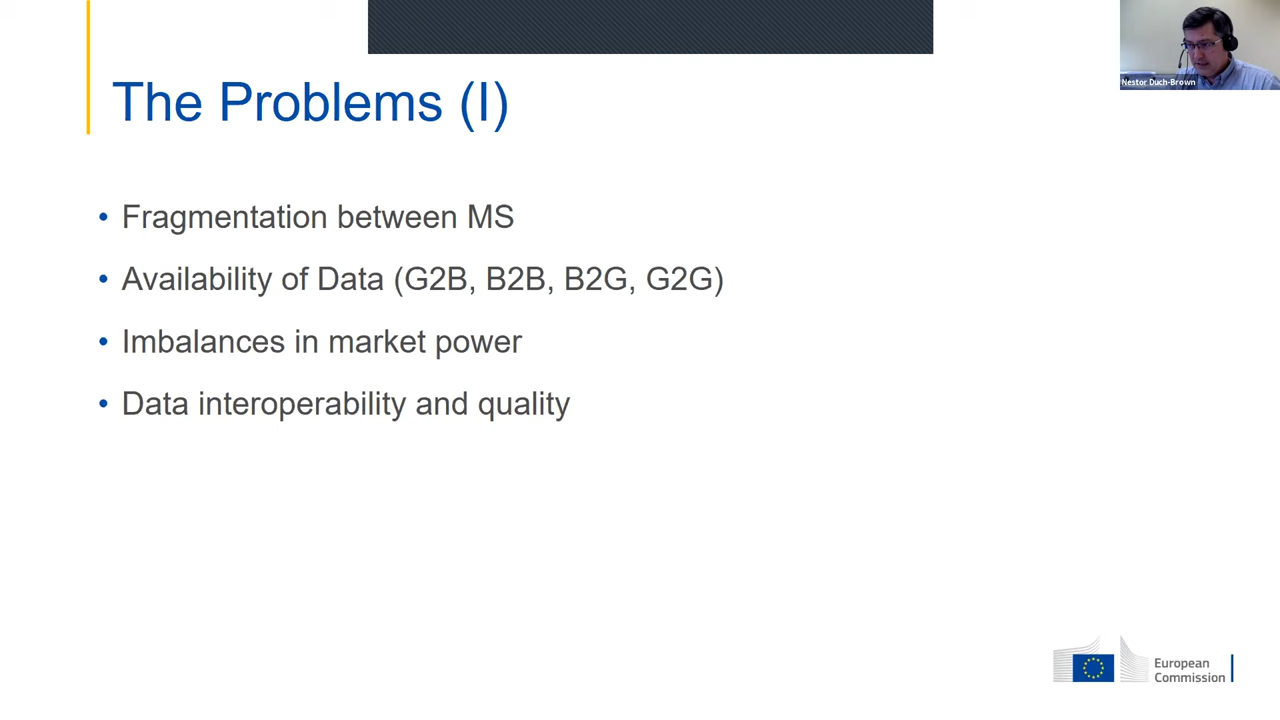 Nestor Duch-Brown
The Problems (I)
• Fragmentation between MS
• Availability of Data (G2B, B2B, B2G, G2G)
• Imbalances in market power
• Data interoperability and quality
European
Commission